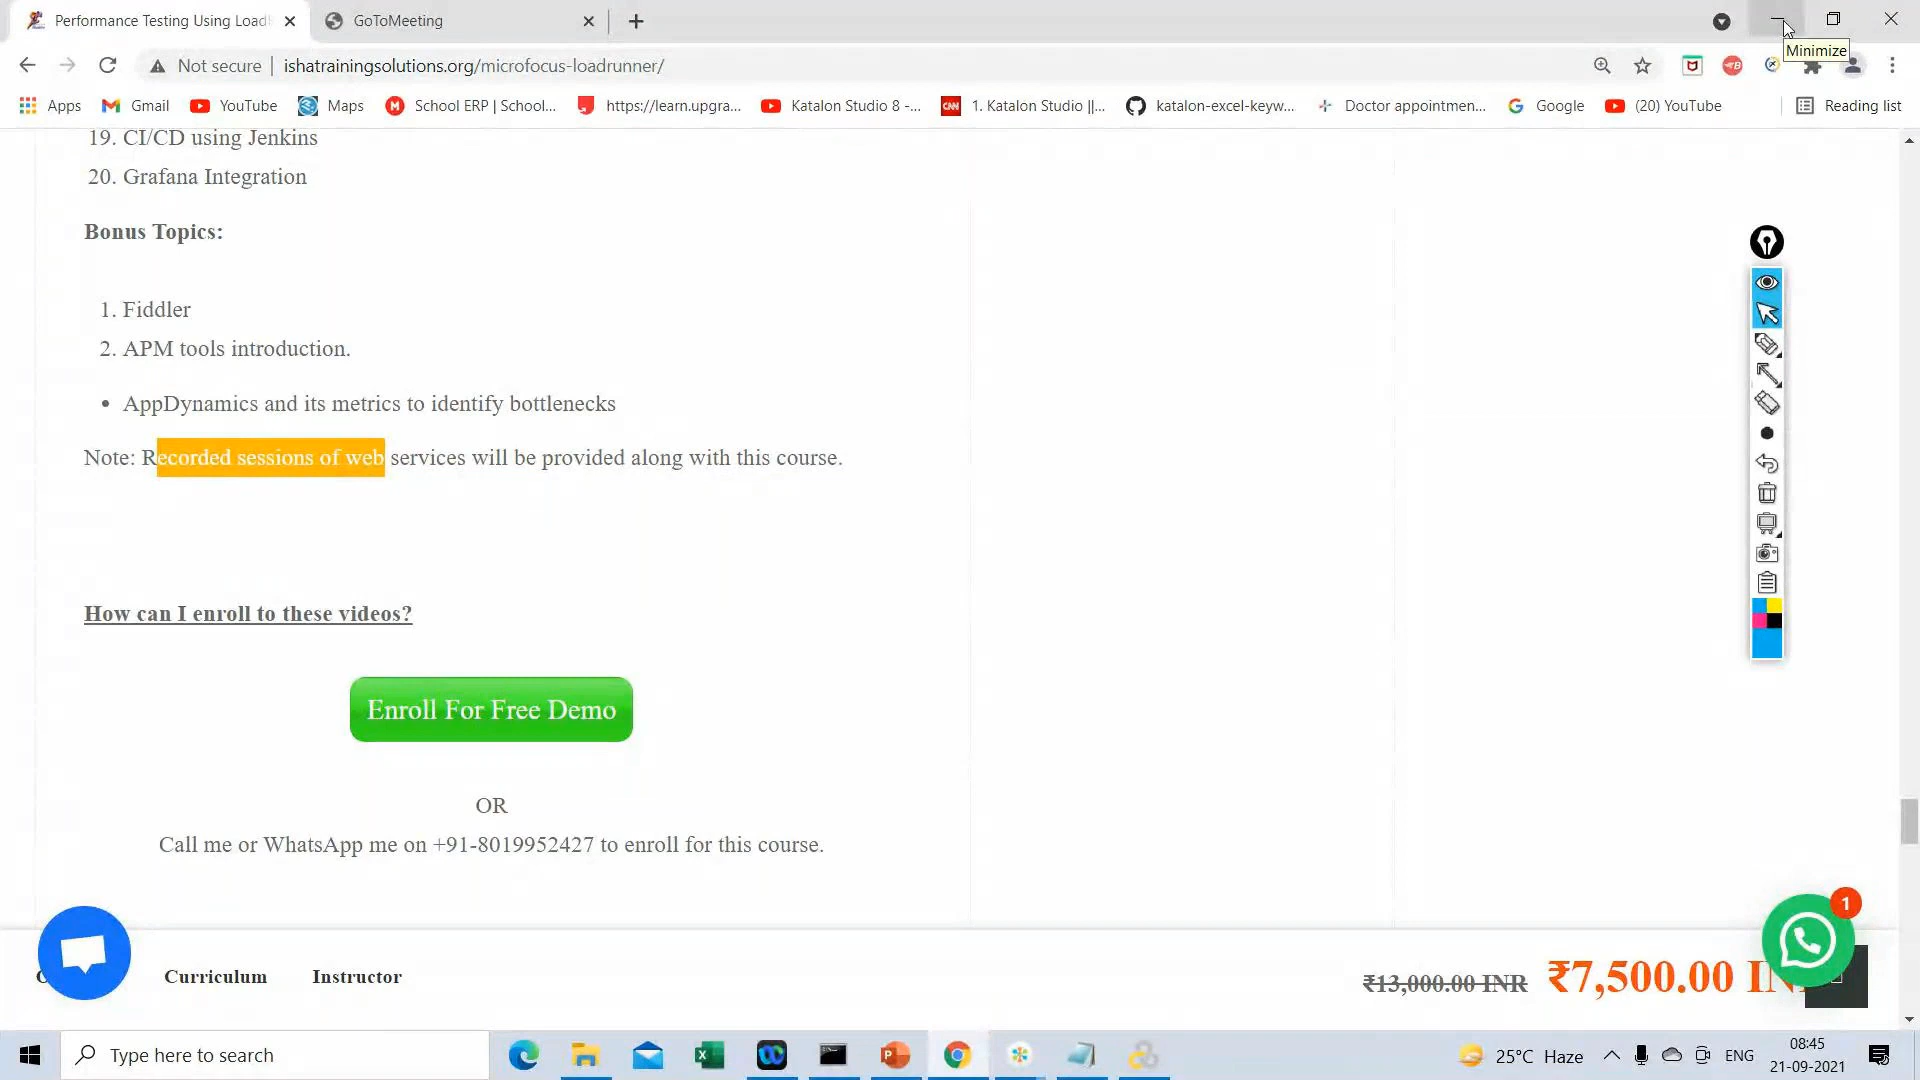 Performance Testing Using Load
GoToMeeting
Minimize
Not secure
ishatrainingsolutions.org/microfocus-loadrunner/
Apps
Gmail
YouTube
Maps
School ERP | School...
https://learn.upgra...
Katalon Studio 8 -...
1. Katalon Studio ||...
katalon-excel-keyw...
Doctor appointmen...
Google
(20) YouTube
Reading list
19. CI/CD using Jenkins
20. Grafana Integration
Bonus Topics:
1. Fiddler
2. APM tools introduction.
• AppDynamics and its metrics to identify bottlenecks
Note: Recorded sessions of web services will be provided along with this course.
How can I enroll to these videos?
Enroll For Free Demo
OR
Call me or WhatsApp me on +91-8019952427 to enroll for this course.
1
Curriculum
Instructor
₹13,000.00 INR
₹7,500.00
Type here to search
25°C Haze
ENG
08:45
21-09-2021